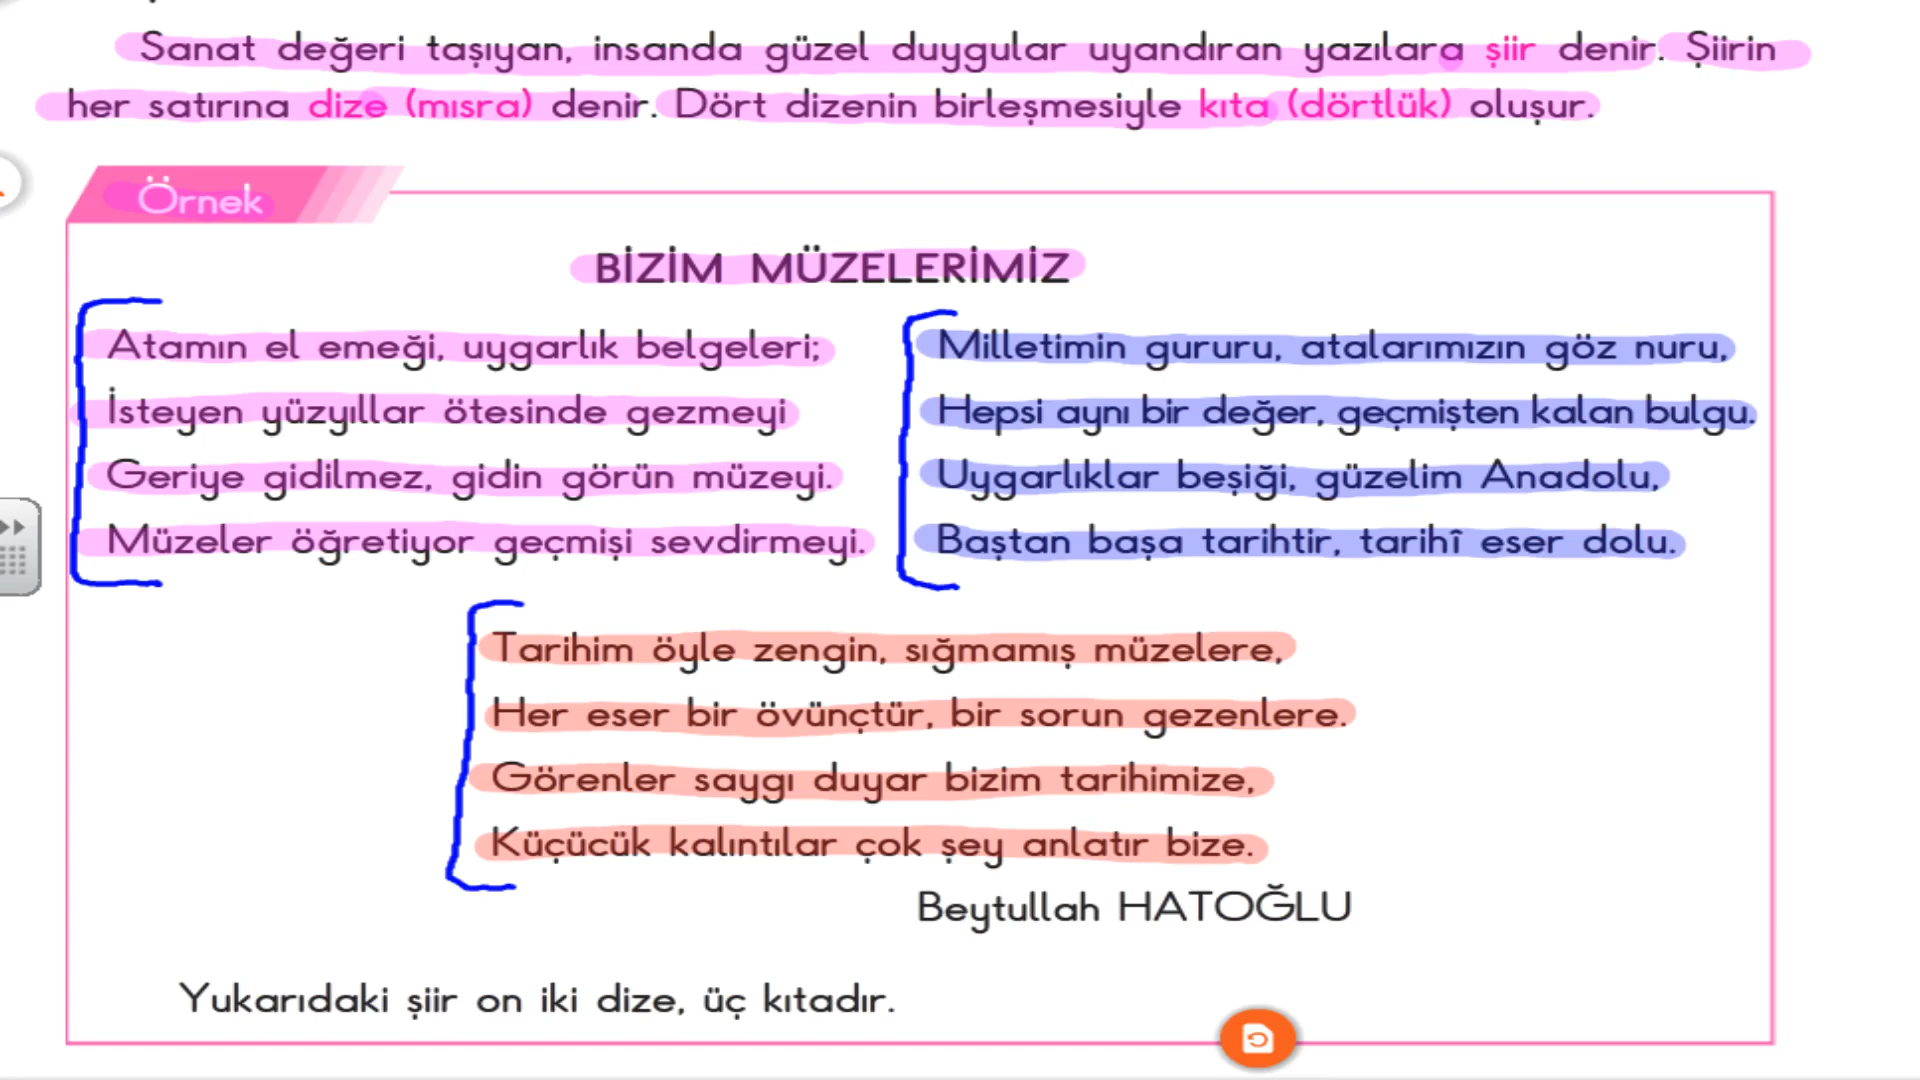 Sanat değeri taşıyan, insanda güzel duygular uyandıran yazılara şiir denir. Şiirin
her satırına dize (mısra) denir. Dört dizenin birleşmesiyle kıta (dörtlük) oluşur.
Örnek
BİZİM MÜZELERİMİZ
Atamın el emeği, uygarlık belgeleri;
İsteyen yüzyıllar ötesinde gezmeyi
Geriye gidilmez, gidin görün müzeyi.
Müzeler öğretiyor geçmişi sevdirmeyi.
Milletimin gururu, atalarımızın göz nuru,
Hepsi aynı bir değer, geçmişten kalan bulgu.
Uygarlıklar beşiği, güzelim Anadolu,
Baştan başa tarihtir, tarihî eser dolu.
Tarihim öyle zengin, sığmamış müzelere,
Her eser bir övünçtür, bir sorun gezenlere.
Görenler saygı duyar bizim tarihimize,
Küçücük kalıntılar çok şey anlatır bize.
Beytullah HATOĞLU
Yukarıdaki şiir on iki dize, üç kıtadır.